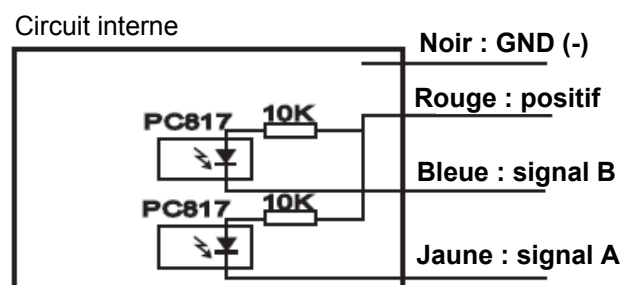 Circuit interne
Noir : GND (-)
Rouge : positif
PC817 10K
Bleue : signal B
PC817 10K
Jaune : signal A